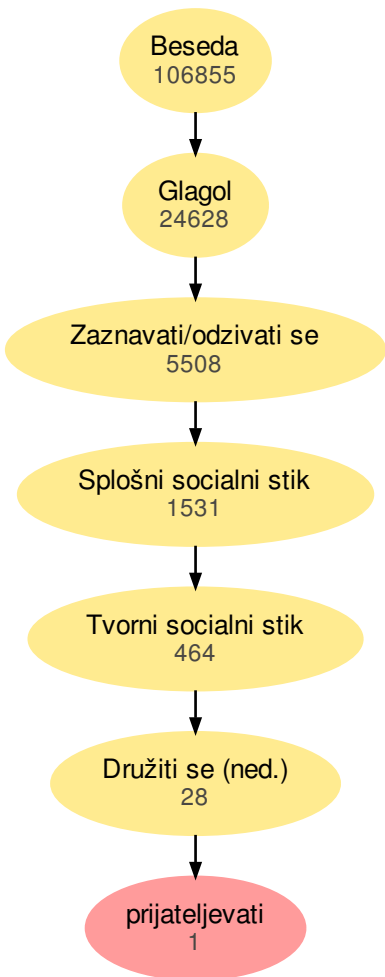 Beseda
106855
Glagol
24628
Zaznavati/odzivati se
5508
Splošni socialni stik
1531
Tvorni socialni stik
464
Družiti se (ned.)
28
prijateljevati
1